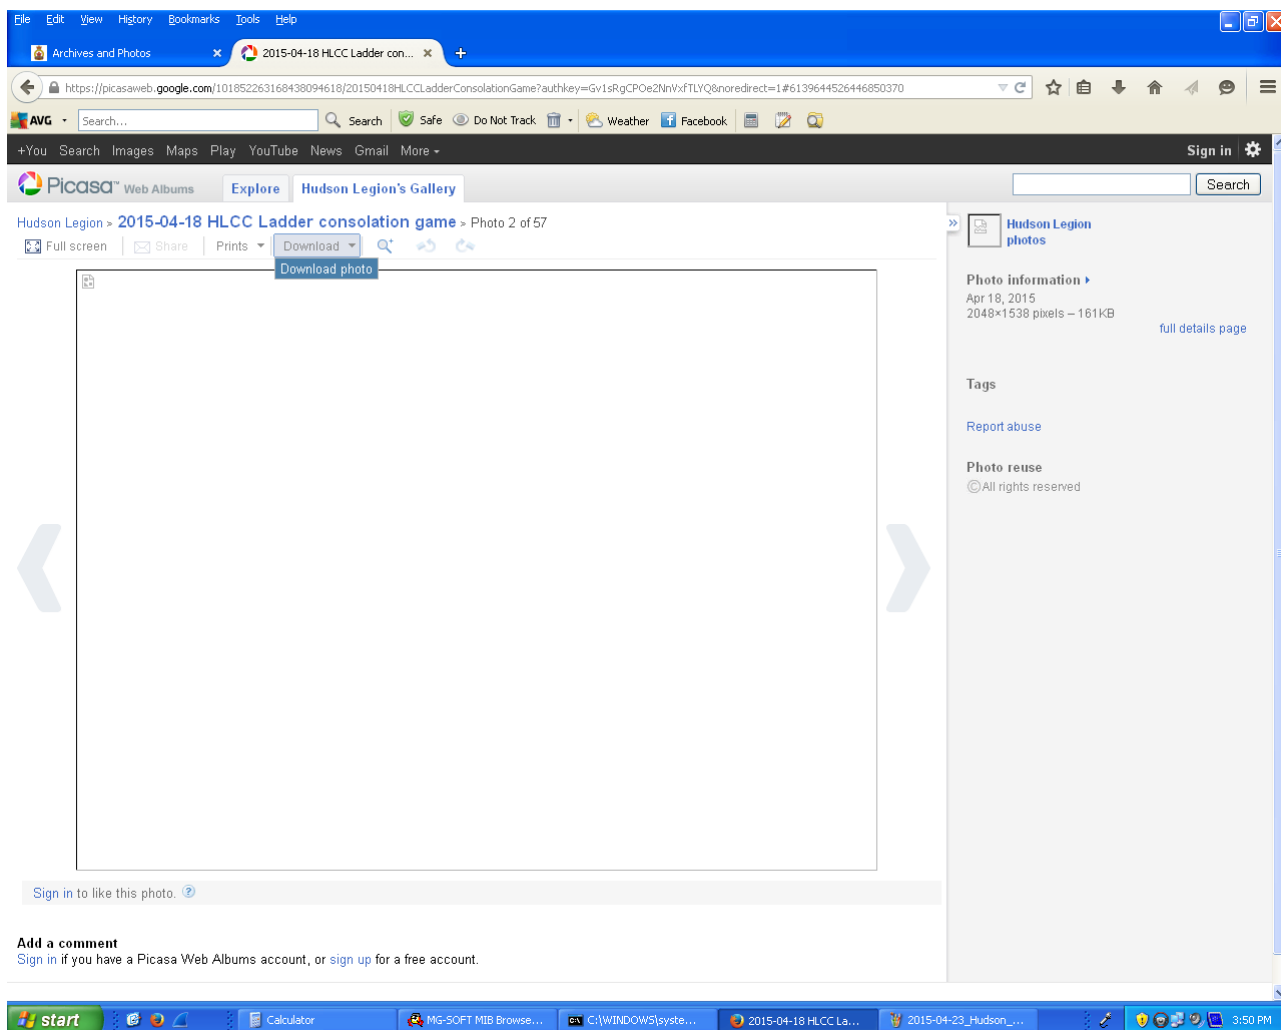 File Edit View History Bookmarks Tools Help
Archives and Photos × 2015-04-18 HLCC Ladder con... × +
https://picasaweb.google.com/101852263168438094618/20150418HLCCLadderConsolationGame?authkey=Gv1sRgCPOe2NnVxfTLYQ&noredirect=1#6139644526446850370
AVG Search... Search Safe Do Not Track Weather Facebook
+You Search Images Maps Play YouTube News Gmail More Sign in
Picasa™ Web Albums Explore Hudson Legion's Gallery Search
Hudson Legion > 2015-04-18 HLCC Ladder consolation game > Photo 2 of 57
Full screen Share Prints Download
Download photo
Hudson Legion photos
Photo information
Apr 18, 2015
2048×1538 pixels – 161KB
full details page
Tags
Report abuse
Photo reuse
©All rights reserved
Sign in to like this photo. ?
Add a comment
Sign in if you have a Picasa Web Albums account, or sign up for a free account.
start Calculator MG-SOFT MIB Browse... C:\WINDOWS\syste... 2015-04-18 HLCC La... 2015-04-23_Hudson_... 3:50 PM